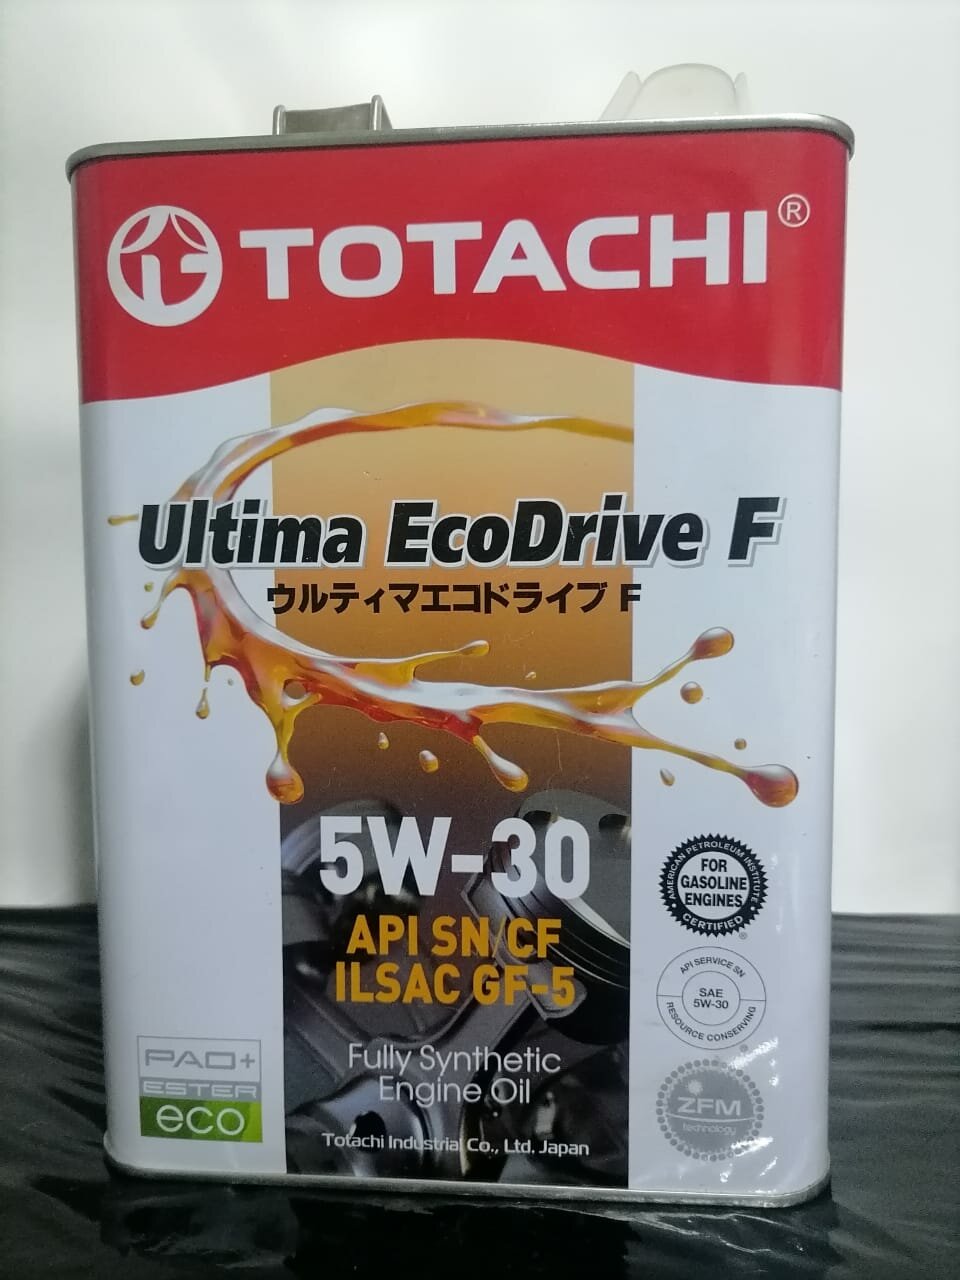 TOTACHI®
Ultima EcoDrive F
ウルティマエコドライブ F
5W-30
API SN/CF
ILSAC GF-5
Fully Synthetic
Engine Oil
Totachi Industrial Co., Ltd. Japan
PAO+
ESTER
eco
AMERICAN PETROLEUM INSTITUTE
FOR
GASOLINE
ENGINES
CERTIFIED
®
API SERVICE SN
SAE
5W-30
RESOURCE CONSERVING
ZFM
technology